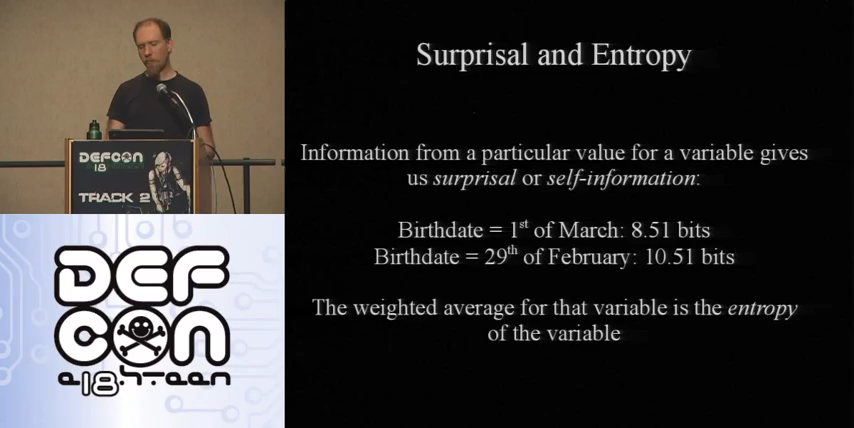 DEFCON
18
TRACK 2
DEF
CON
e18hteen
Surprisal and Entropy
Information from a particular value for a variable gives
us surprisal or self-information:
Birthdate = 1st of March: 8.51 bits
Birthdate = 29th of February: 10.51 bits
The weighted average for that variable is the entropy
of the variable